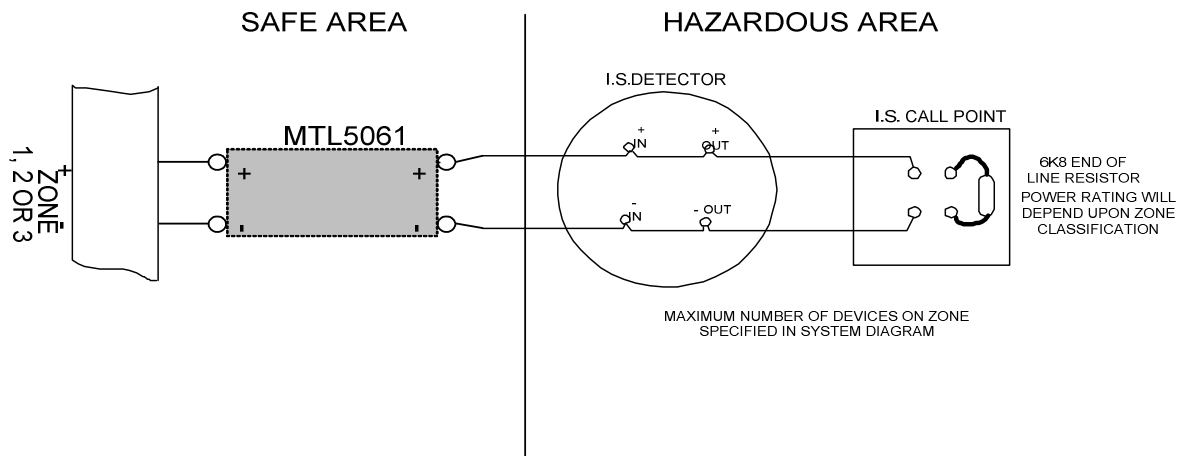 SAFE AREA
HAZARDOUS AREA
I.S.DETECTOR
I.S. CALL POINT
MTL5061
+ -
ZONE
1, 2 OR 3
+ +
- -
+
IN
+
OUT
-
IN
- OUT
6K8 END OF
LINE RESISTOR
POWER RATING WILL
DEPEND UPON ZONE
CLASSIFICATION
MAXIMUM NUMBER OF DEVICES ON ZONE
SPECIFIED IN SYSTEM DIAGRAM